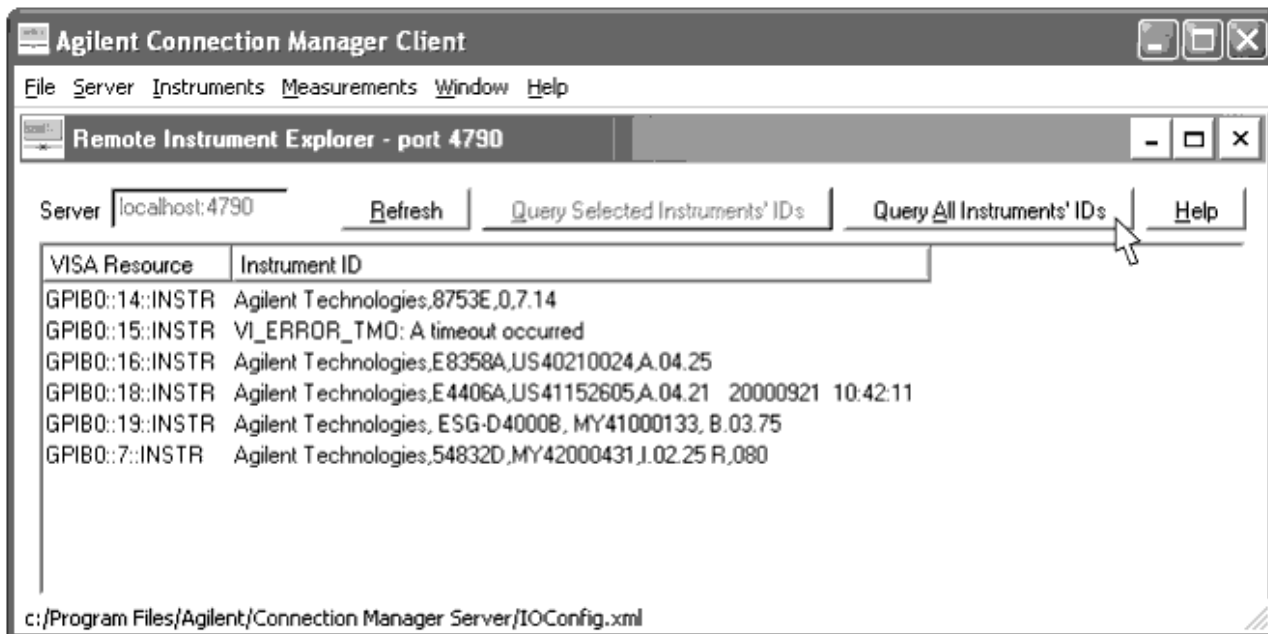 Agilent Connection Manager Client
File Server Instruments Measurements Window Help
Remote Instrument Explorer - port 4790
Server localhost:4790 Refresh Query Selected Instruments' IDs Query All Instruments' IDs Help
VISA Resource Instrument ID
GPIB0::14::INSTR Agilent Technologies,8753E,0,7.14
GPIB0::15::INSTR VI_ERROR_TMO: A timeout occurred
GPIB0::16::INSTR Agilent Technologies,E8358A,US40210024,A.04.25
GPIB0::18::INSTR Agilent Technologies,E4406A,US41152605,A.04.21 20000921 10:42:11
GPIB0::19::INSTR Agilent Technologies, ESG-D4000B, MY41000133, B.03.75
GPIB0::7::INSTR Agilent Technologies,54832D,MY42000431,I.02.25 R,080
c:/Program Files/Agilent/Connection Manager Server/IOConfig.xml